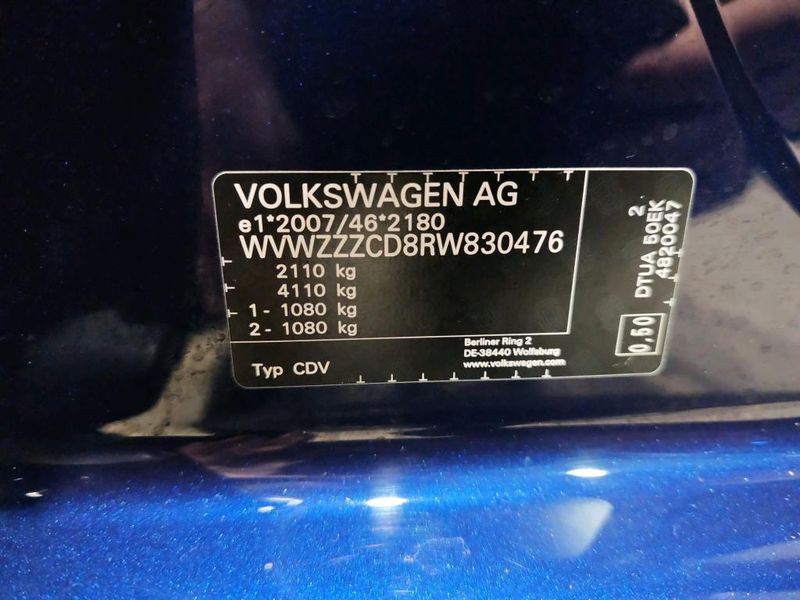 VOLKSWAGEN AG
e1*2007/46*2180
WVWZZZCD8RW830476
2110 kg
4110 kg
1 - 1080 kg
2 - 1080 kg
Typ CDV
Berliner Ring 2
DE-38440 Wolfsburg
www.volkswagen.com
2
DTUA 50EK
4820047
0,50